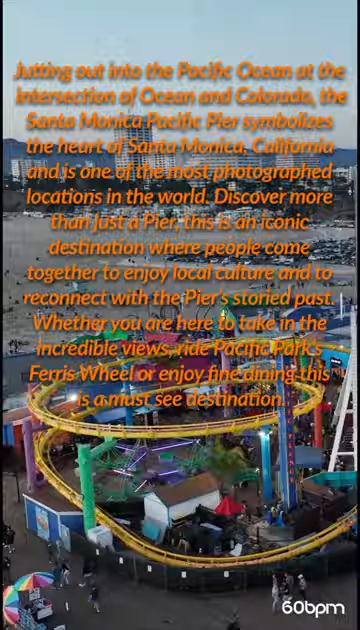 Jutting out into the Pacific Ocean at the
intersection of Ocean and Colorado, the
Santa Monica Pacific Pier symbolizes
the heart of Santa Monica, California
and is one of the most photographed
locations in the world. Discover more
than just a Pier, this is an iconic
destination where people come
together to enjoy local culture and to
reconnect with the Pier's storied past.
Whether you are here to take in the
incredible views, ride Pacific Park's
Ferris Wheel or enjoy fine dining this
is a must see destination.
60bpm